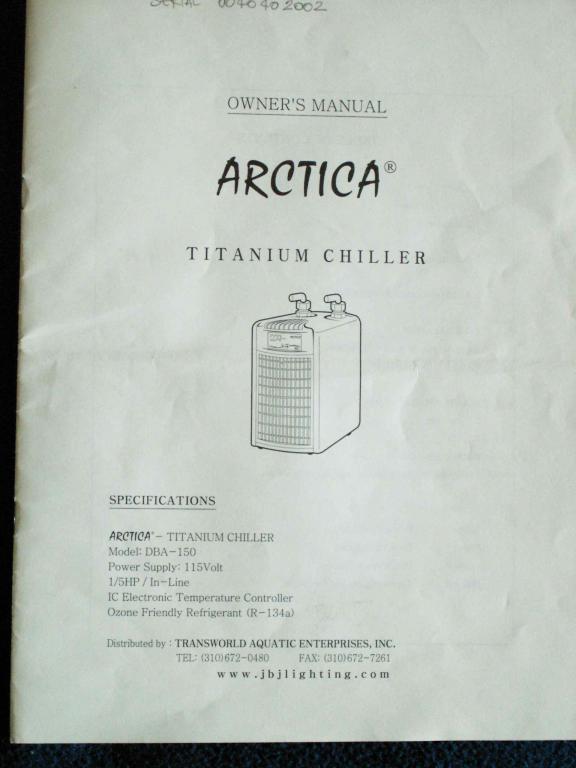 SERIAL 0040402002
OWNER'S MANUAL
ARCTICA®
TITANIUM CHILLER
SPECIFICATIONS
ARCTICA®- TITANIUM CHILLER
Model: DBA-150
Power Supply: 115Volt
1/5HP / In-Line
IC Electronic Temperature Controller
Ozone Friendly Refrigerant (R-134a)
Distributed by : TRANSWORLD AQUATIC ENTERPRISES, INC.
TEL: (310)672-0480 FAX: (310)672-7261
www.jbjlighting.com